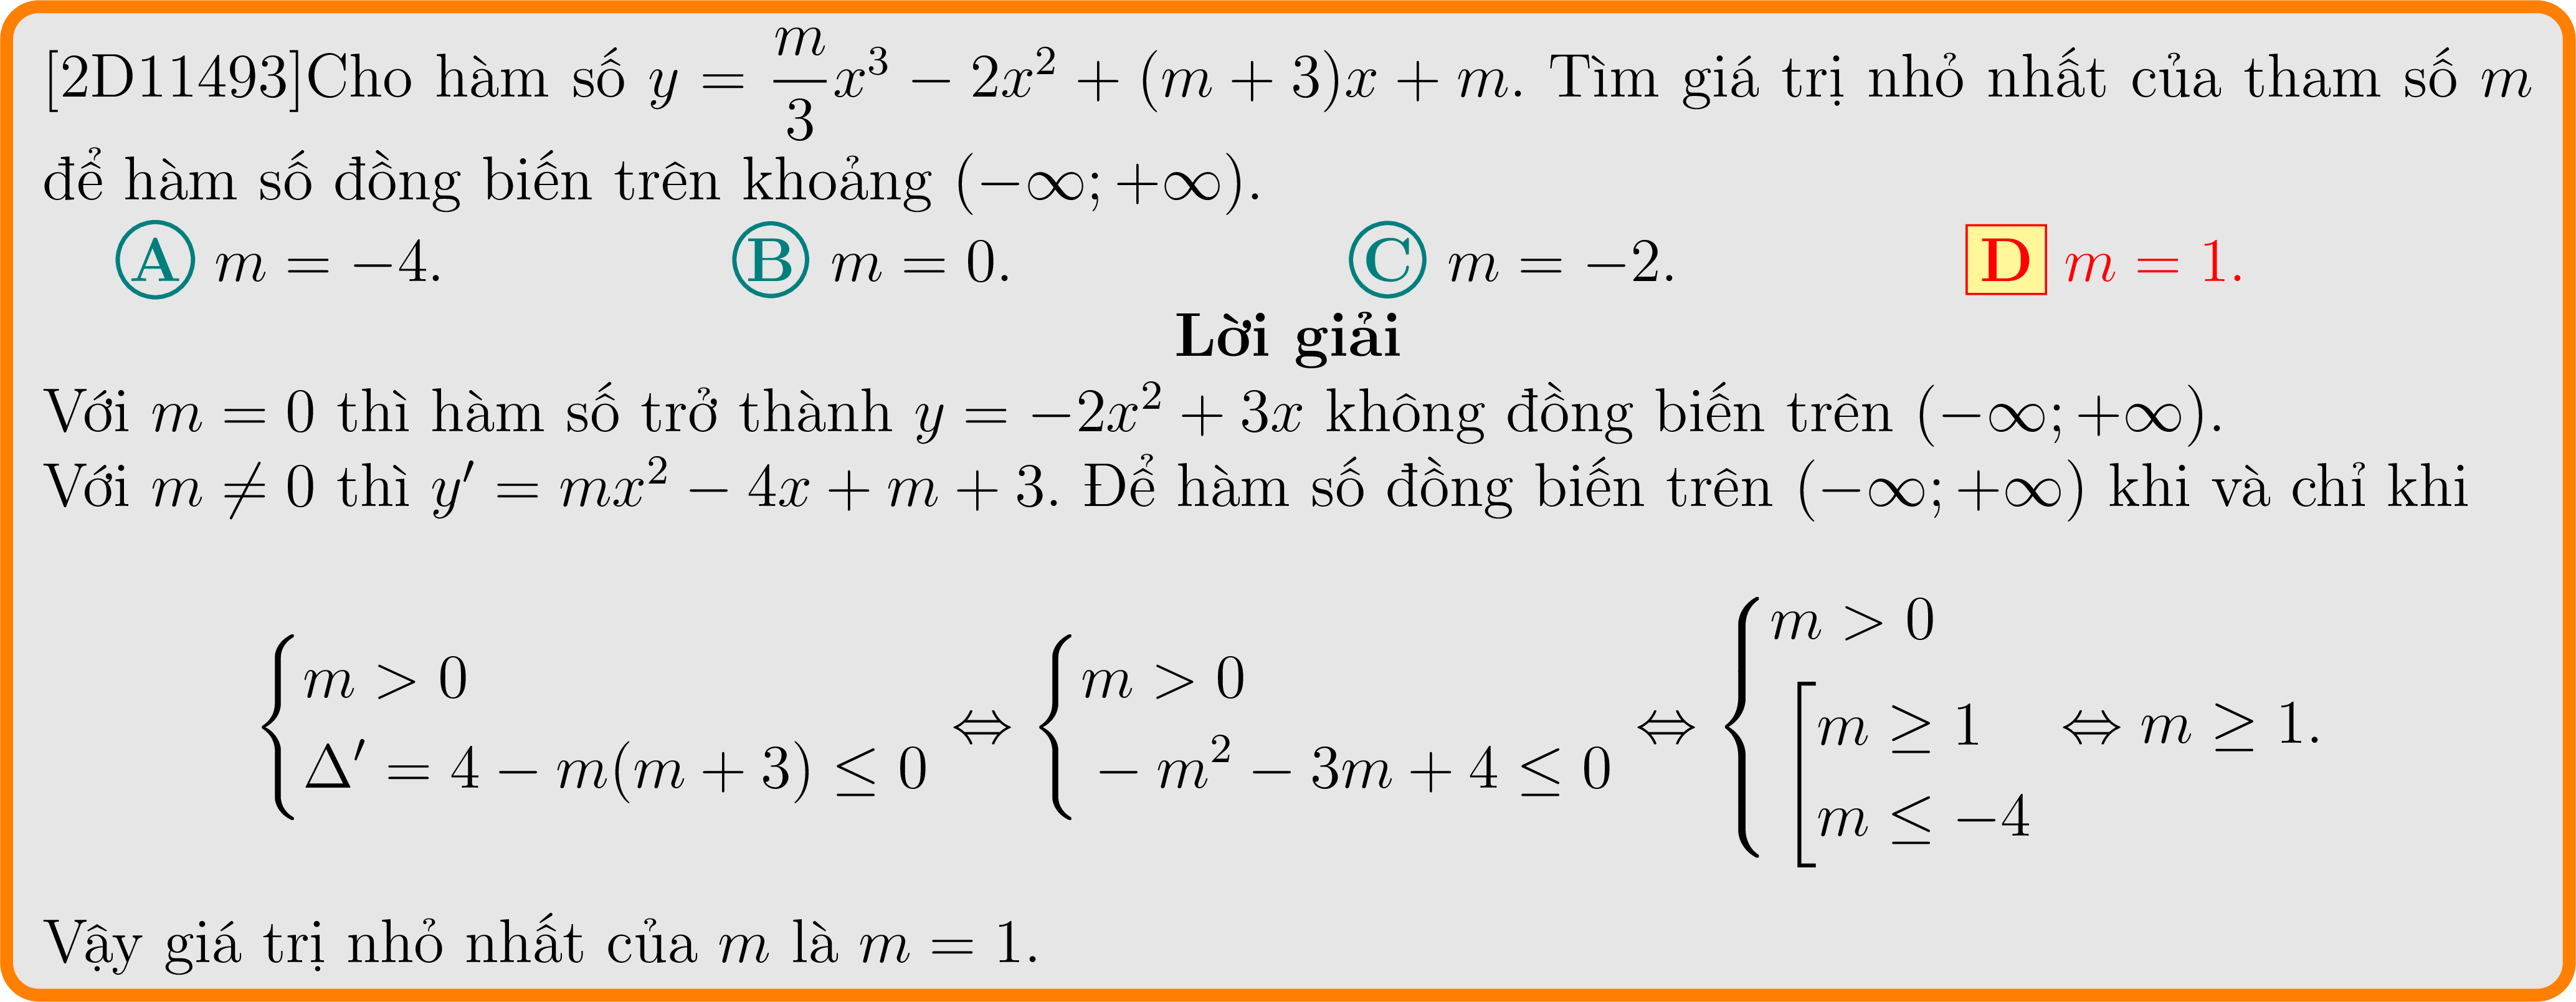 [2D11493]Cho hàm số $y = \dfrac{m}{3}x^3 - 2x^2 + (m + 3)x + m$. Tìm giá trị nhỏ nhất của tham số $m$
để hàm số đồng biến trên khoảng $(-\infty; +\infty)$.
A $m = -4$. B $m = 0$. C $m = -2$. D $m = 1$.
Lời giải
Với $m = 0$ thì hàm số trở thành $y = -2x^2 + 3x$ không đồng biến trên $(-\infty; +\infty)$.
Với $m \neq 0$ thì $y' = mx^2 - 4x + m + 3$. Để hàm số đồng biến trên $(-\infty; +\infty)$ khi và chỉ khi
$\begin{cases} m > 0 \\ \Delta' = 4 - m(m + 3) \leq 0 \end{cases} \Leftrightarrow \begin{cases} m > 0 \\ -m^2 - 3m + 4 \leq 0 \end{cases} \Leftrightarrow \begin{cases} m > 0 \\ \left[\begin{array}{l} m \geq 1 \\ m \leq -4 \end{array}\right. \end{cases} \Leftrightarrow m \geq 1.$
Vậy giá trị nhỏ nhất của $m$ là $m = 1$.